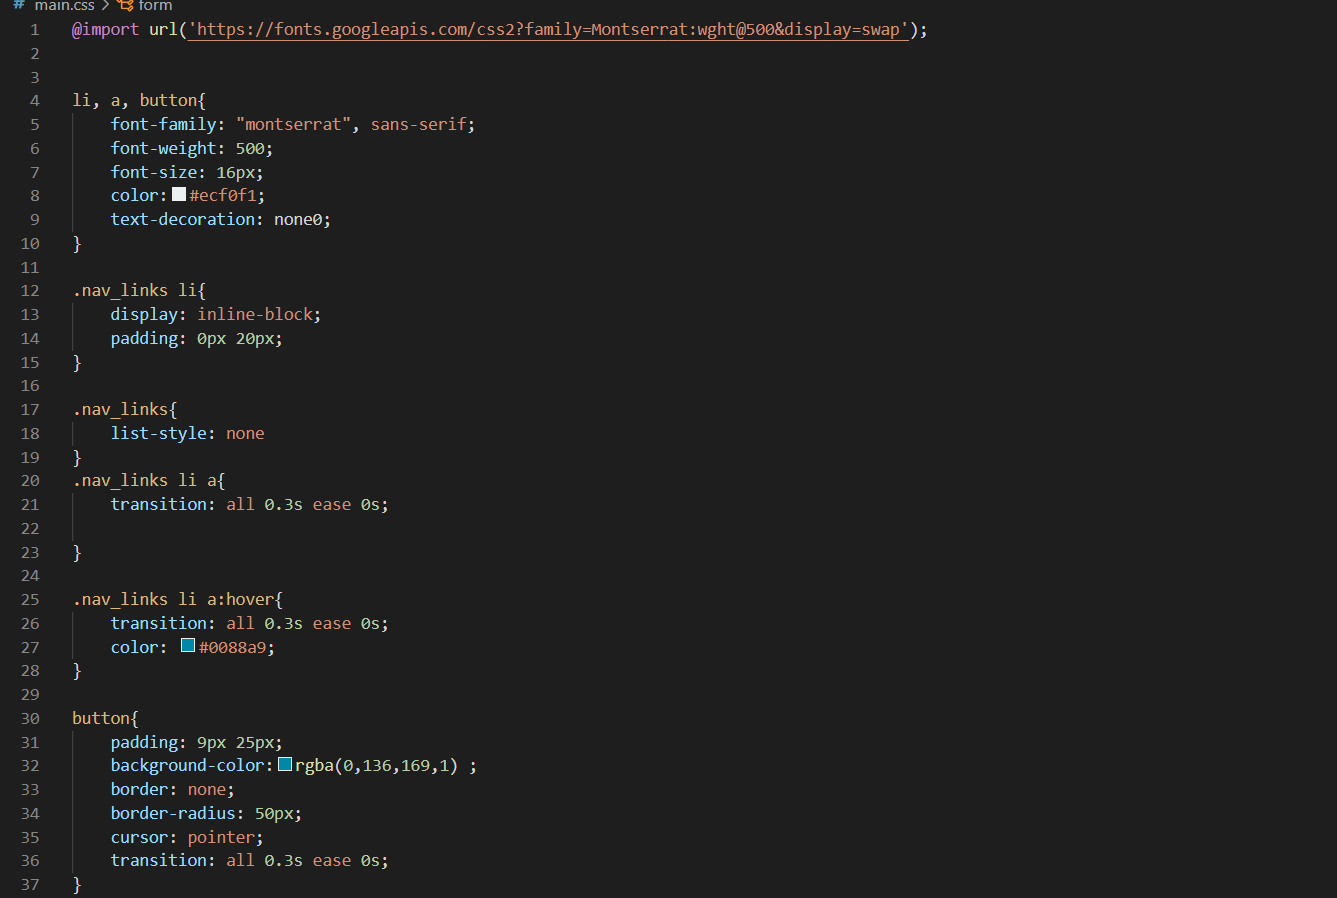 # main.css > form
1 @import url('https://fonts.googleapis.com/css2?family=Montserrat:wght@500&display=swap');
2
3
4 li, a, button{
5     font-family: "montserrat", sans-serif;
6     font-weight: 500;
7     font-size: 16px;
8     color: #ecf0f1;
9     text-decoration: none0;
10 }
11
12 .nav_links li{
13     display: inline-block;
14     padding: 0px 20px;
15 }
16
17 .nav_links{
18     list-style: none
19 }
20 .nav_links li a{
21     transition: all 0.3s ease 0s;
22
23 }
24
25 .nav_links li a:hover{
26     transition: all 0.3s ease 0s;
27     color: #0088a9;
28 }
29
30 button{
31     padding: 9px 25px;
32     background-color: rgba(0,136,169,1) ;
33     border: none;
34     border-radius: 50px;
35     cursor: pointer;
36     transition: all 0.3s ease 0s;
37 }